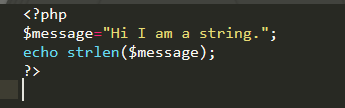 <?php
$message="Hi I am a string.";
echo strlen($message);
?>